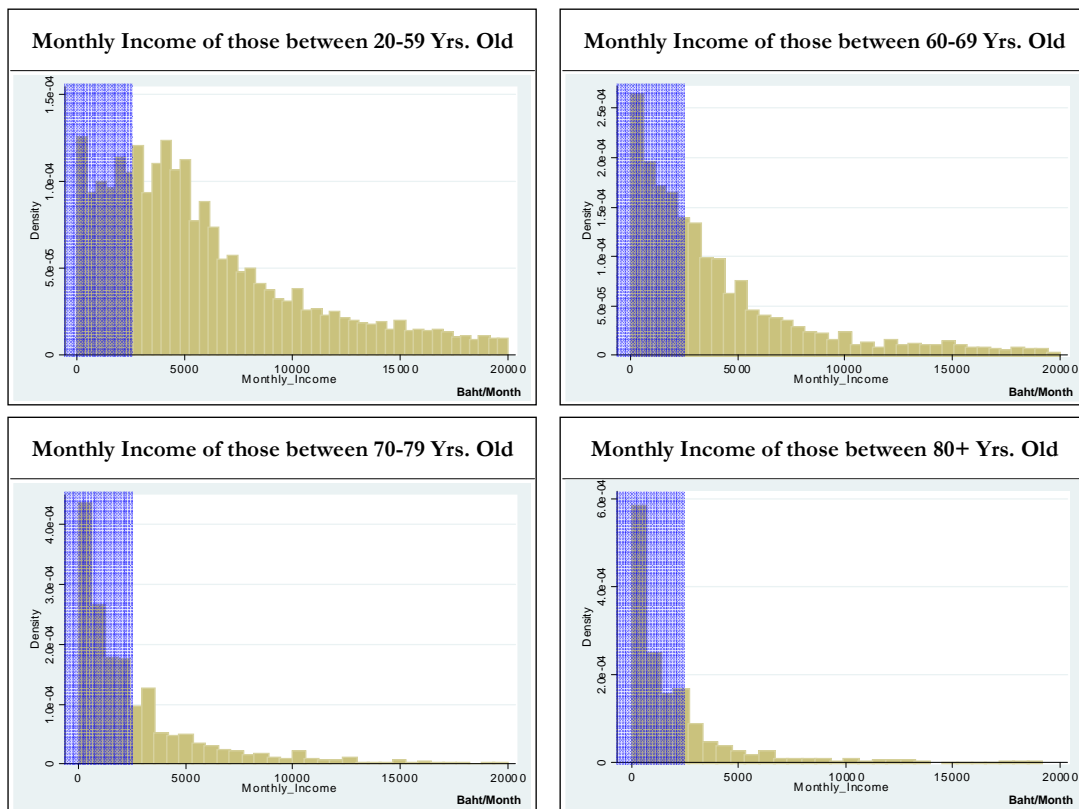 Monthly Income of those between 20-59 Yrs. Old
1.5e-04
1.0e-04
5.0e-05
0
Density
0 5000 10000 15000 20000
Monthly_Income
Baht/Month
Monthly Income of those between 60-69 Yrs. Old
2.5e-04
2.0e-04
1.5e-04
1.0e-04
5.0e-05
0
Density
0 5000 10000 15000 20000
Monthly_Income
Baht/Month
Monthly Income of those between 70-79 Yrs. Old
4.0e-04
3.0e-04
2.0e-04
1.0e-04
0
Density
0 5000 10000 15000 20000
Monthly_Income
Baht/Month
Monthly Income of those between 80+ Yrs. Old
6.0e-04
4.0e-04
2.0e-04
0
Density
0 5000 10000 15000 20000
Monthly_Income
Baht/Month